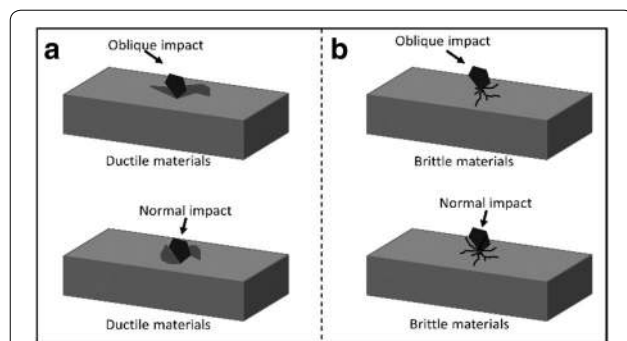 a
Oblique impact
Ductile materials
Normal impact
Ductile materials
b
Oblique impact
Brittle materials
Normal impact
Brittle materials